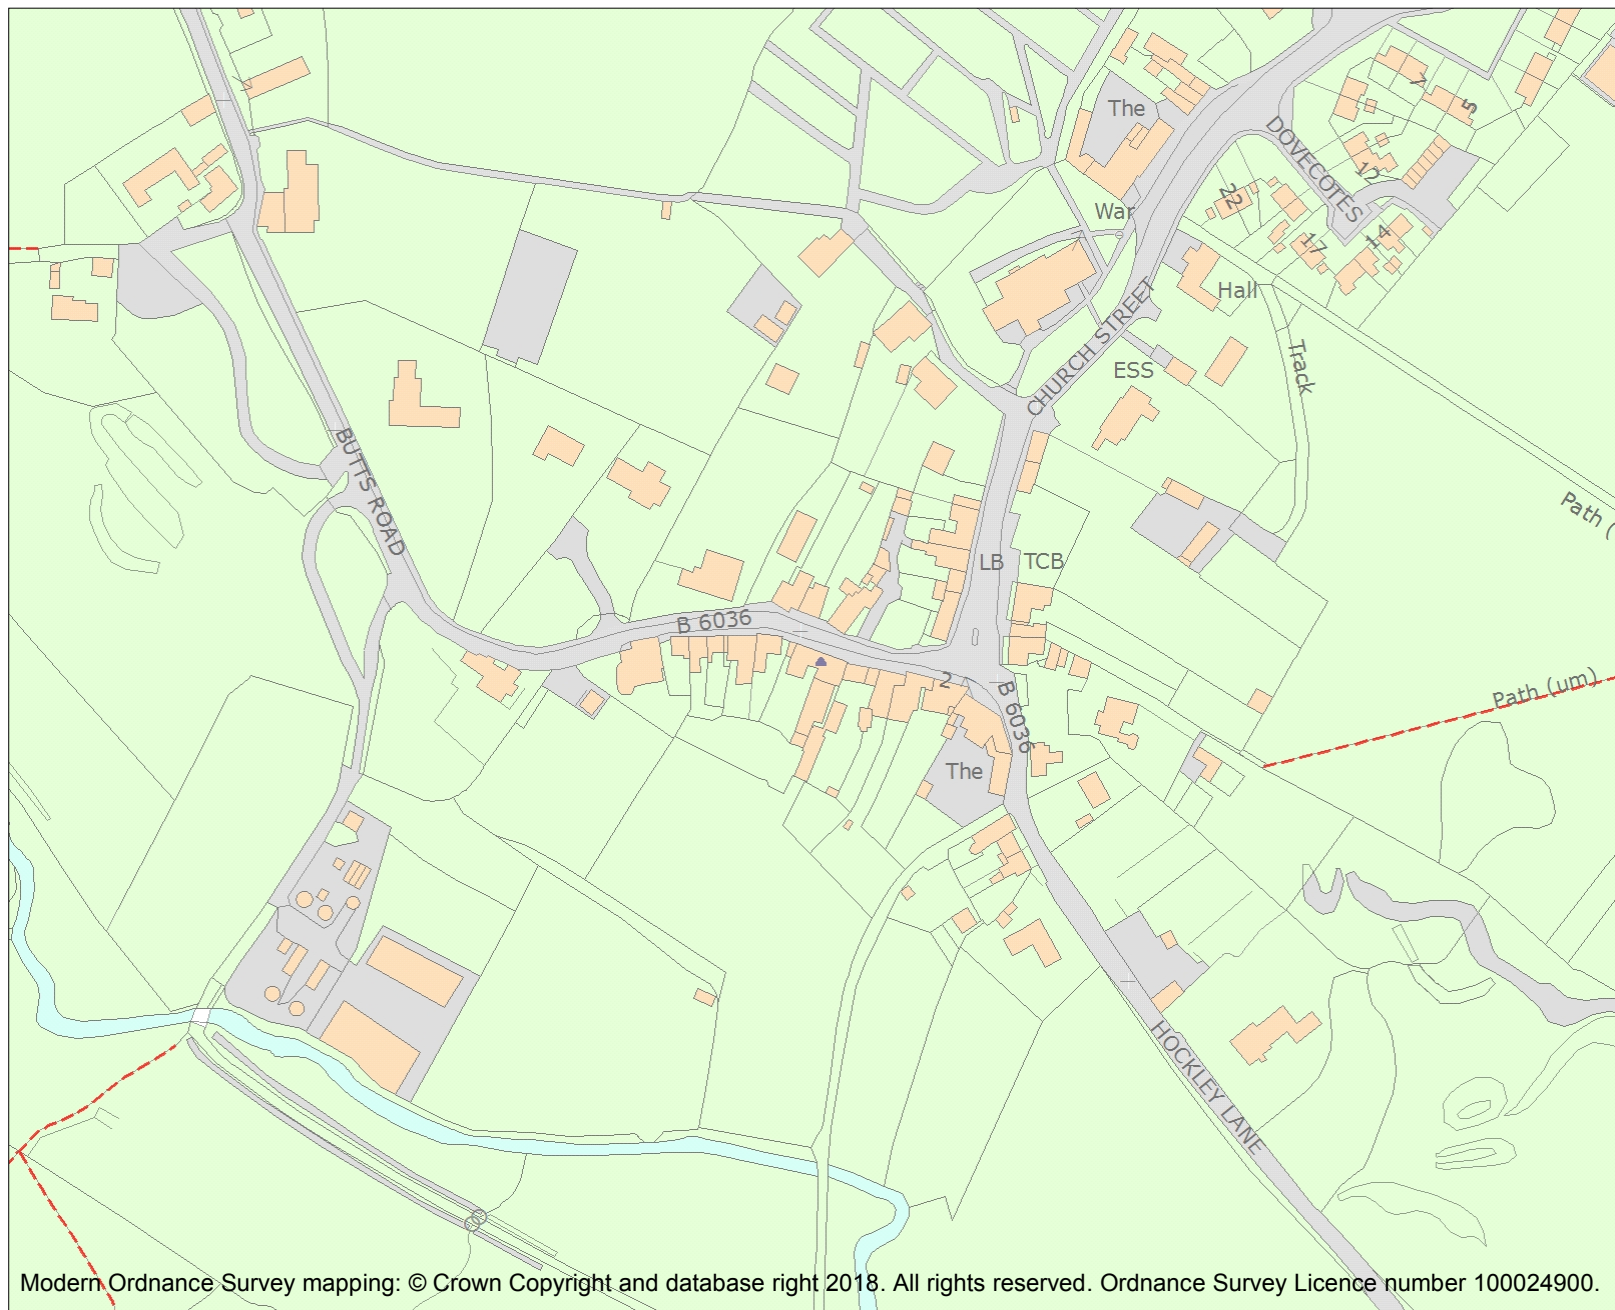 The
7
5
DOVECOTES
12
22
War
17
14
Hall
CHURCH STREET
Track
ESS
BUTTS ROAD
Path (
LB
TCB
B 6036
2
B 6036
Path (um)
The
HOCKLEY LANE
Modern Ordnance Survey mapping: © Crown Copyright and database right 2018. All rights reserved. Ordnance Survey Licence number 100024900.